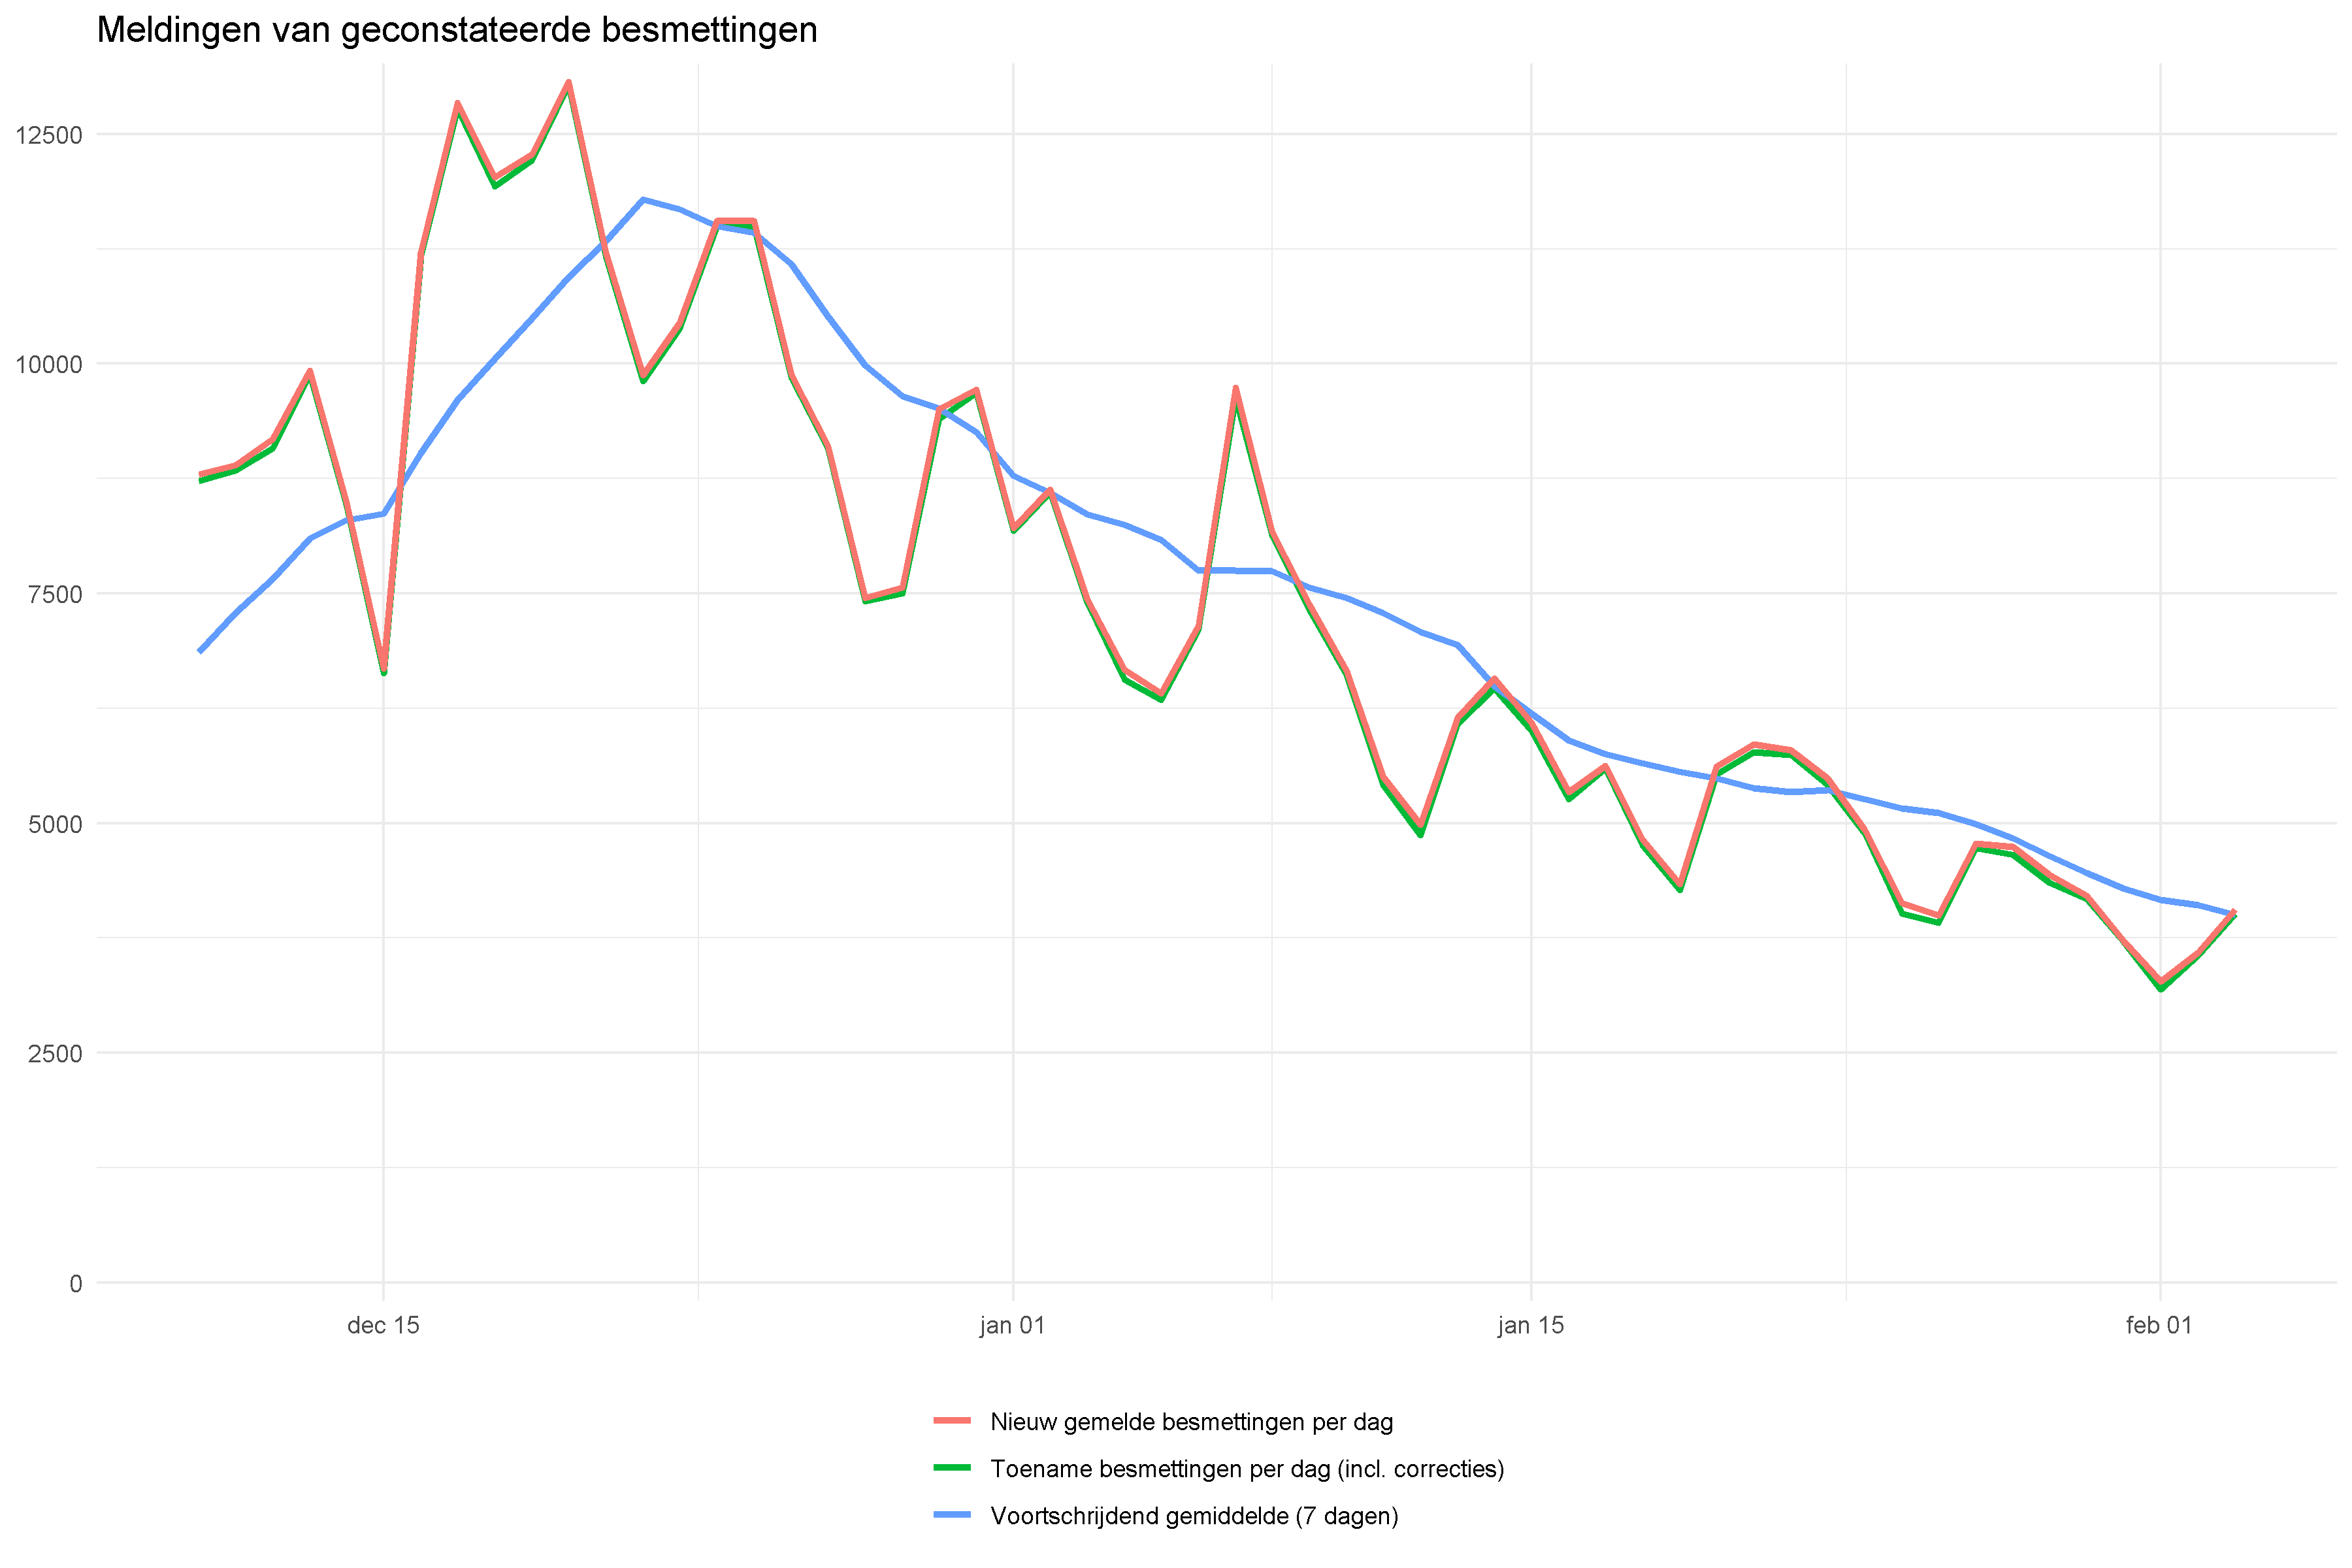 Meldingen van geconstateerde besmettingen
12500
10000
7500
5000
2500
0
dec 15
jan 01
jan 15
feb 01
Nieuw gemelde besmettingen per dag
Toename besmettingen per dag (incl. correcties)
Voortschrijdend gemiddelde (7 dagen)